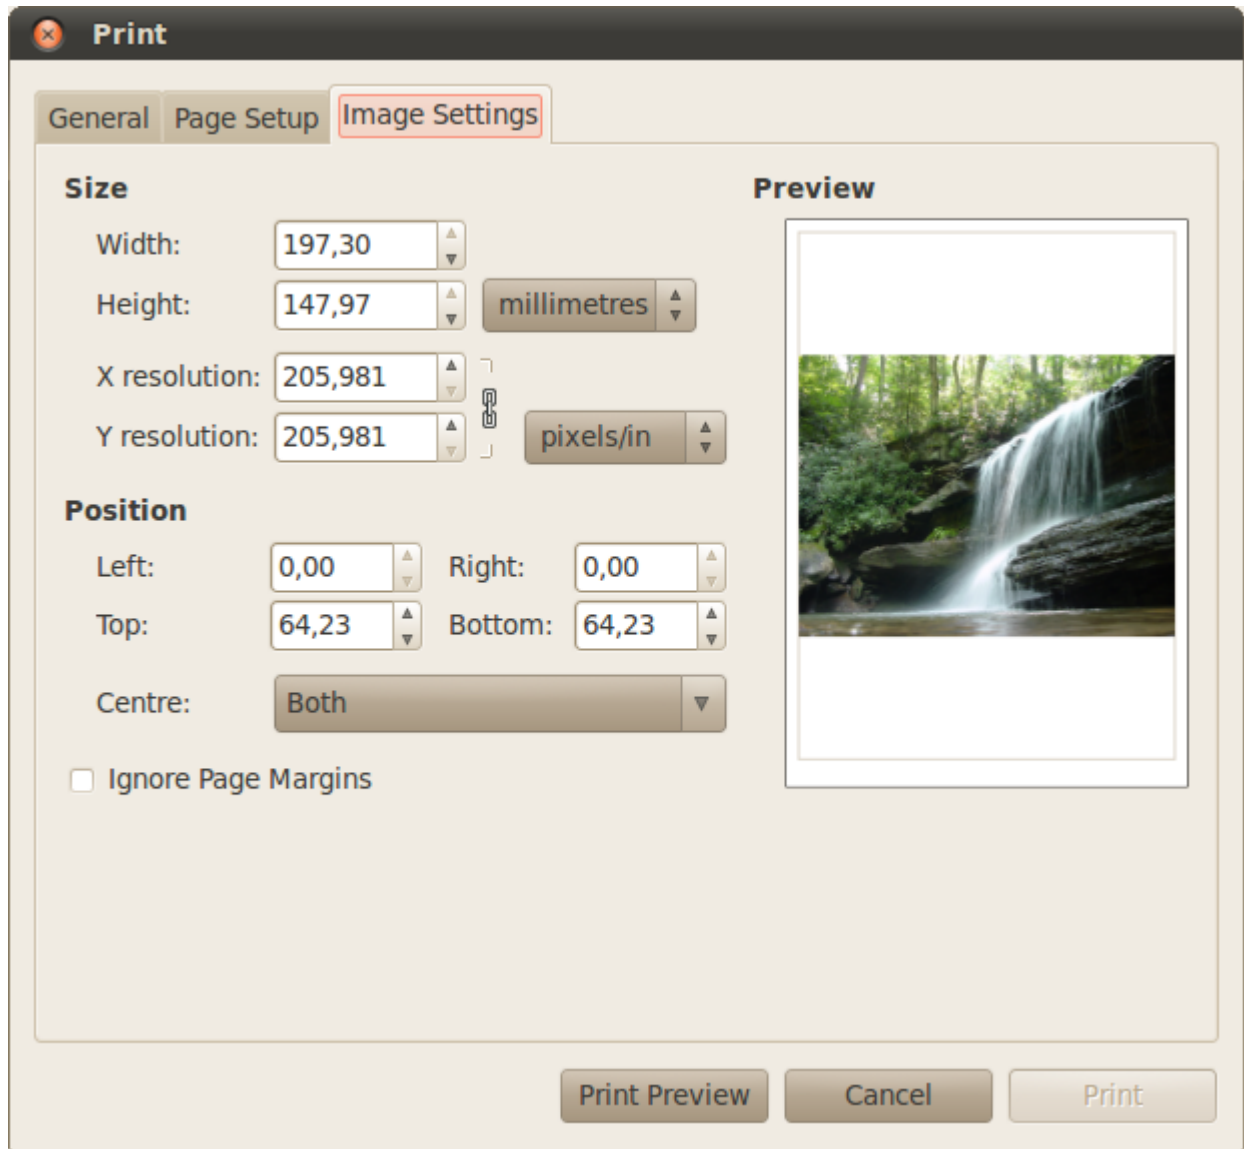 Print
General Page Setup Image Settings
Size
Width: 197,30
Height: 147,97 millimetres
X resolution: 205,981
Y resolution: 205,981 pixels/in
Position
Left: 0,00 Right: 0,00
Top: 64,23 Bottom: 64,23
Centre: Both
Ignore Page Margins
Preview
Print Preview Cancel Print